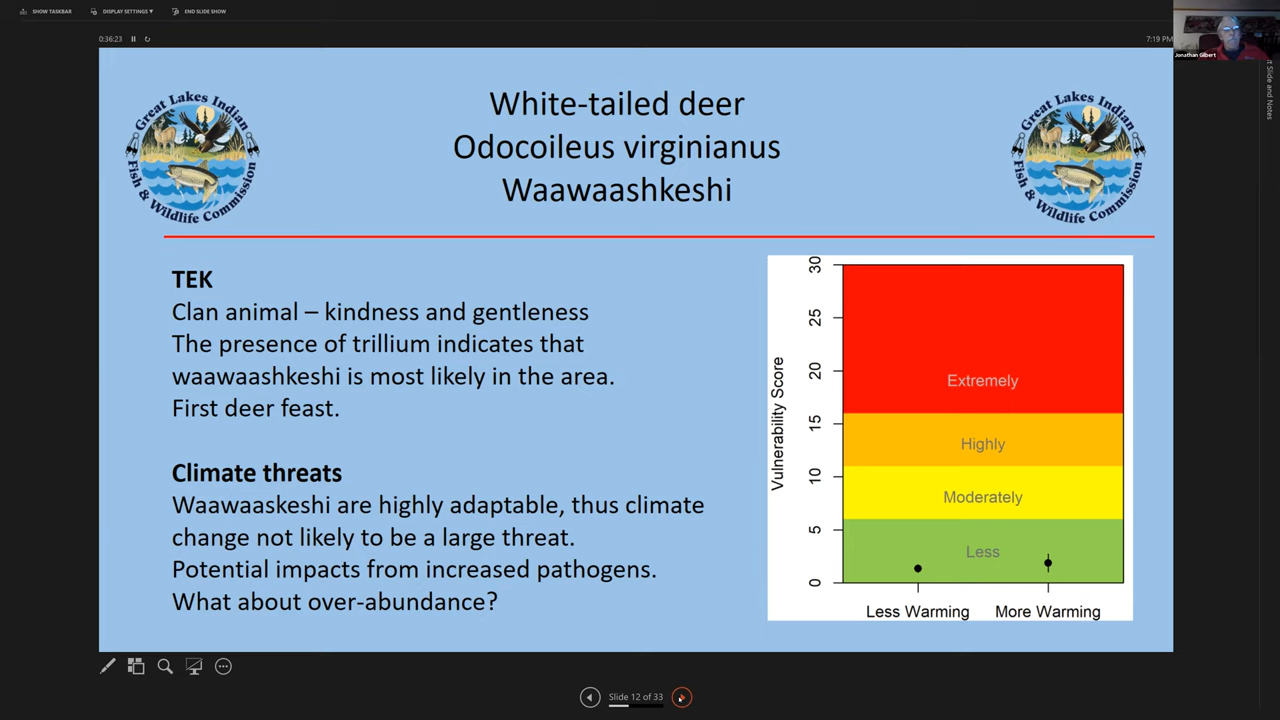 SHOW TASKBAR
DISPLAY SETTINGS
END SLIDE SHOW
0:36:23
7:19 PM
Jonathan Gilbert
t Slide and Notes
Great Lakes Indian
Fish & Wildlife Commission
White-tailed deer
Odocoileus virginianus
Waawaashkeshi
Great Lakes Indian
Fish & Wildlife Commission
TEK
Clan animal – kindness and gentleness
The presence of trillium indicates that
waawaashkeshi is most likely in the area.
First deer feast.
Climate threats
Waawaaskeshi are highly adaptable, thus climate
change not likely to be a large threat.
Potential impacts from increased pathogens.
What about over-abundance?
Vulnerability Score
30
25
20
15
10
5
0
Extremely
Highly
Moderately
Less
Less Warming
More Warming
Slide 12 of 33